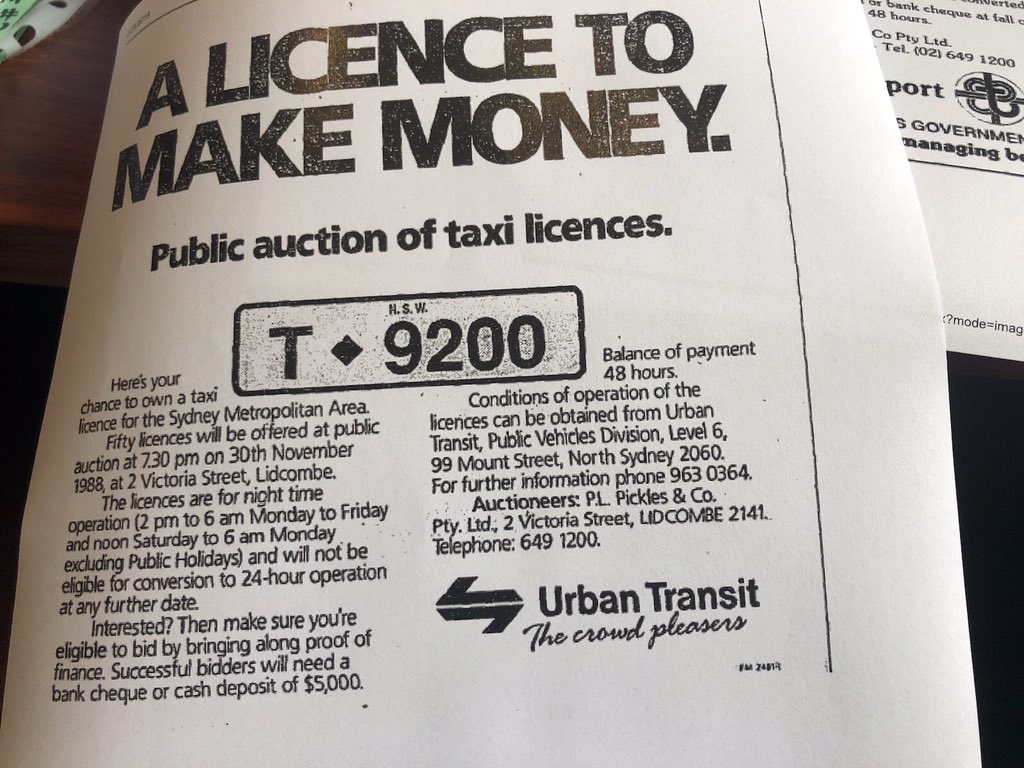 A LICENCE TO
MAKE MONEY.
Public auction of taxi licences.
N.S.W.
T ◆ 9200
Here's your
chance to own a taxi
licence for the Sydney Metropolitan Area.
Fifty licences will be offered at public
auction at 7.30 pm on 30th November
1988, at 2 Victoria Street, Lidcombe.
The licences are for night time
operation (2 pm to 6 am Monday to Friday
and noon Saturday to 6 am Monday
excluding Public Holidays) and will not be
eligible for conversion to 24-hour operation
at any further date.
Interested? Then make sure you're
eligible to bid by bringing along proof of
finance. Successful bidders will need a
bank cheque or cash deposit of $5,000.
Balance of payment
48 hours.
Conditions of operation of the
licences can be obtained from Urban
Transit, Public Vehicles Division, Level 6,
99 Mount Street, North Sydney 2060.
For further information phone 963 0364.
Auctioneers: P.L. Pickles & Co.
Pty. Ltd., 2 Victoria Street, LIDCOMBE 2141.
Telephone: 649 1200.
Urban Transit
The crowd pleasers
or bank cheque at fall
48 hours.
Co Pty Ltd.
Tel. (02) 649 1200
port
GOVERNMEN
managing be
?mode=imag